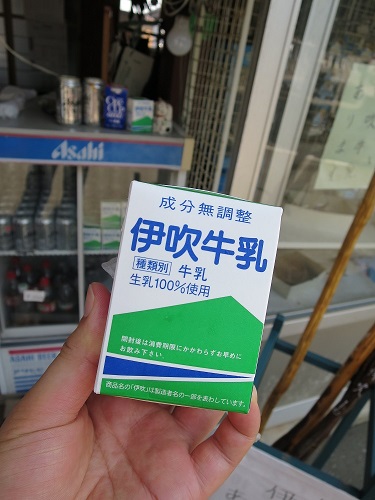 Asahi
成分無調整
伊吹牛乳
種類別 牛乳
生乳100%使用
開封後は消費期限にかかわらずお早めに
お飲み下さい。
商品名の「伊吹」は製造者名の一部を表わしています。
ASAHI BEER